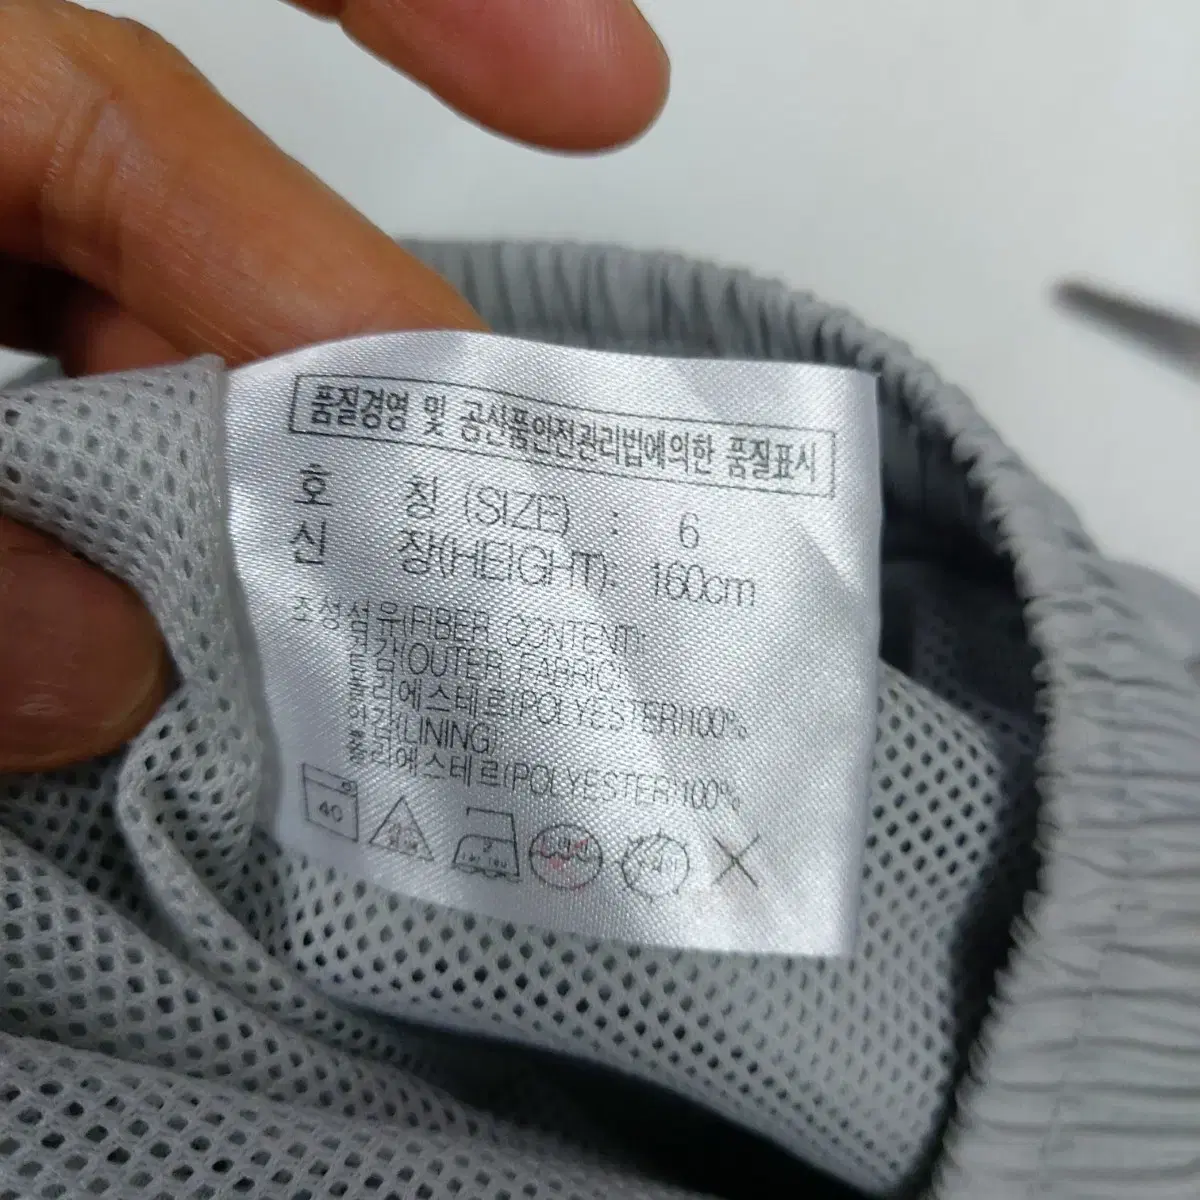 품질경영 및 공산품안전관리법에의한 품질표시
호 칭 (SIZE) : 6
신 장(HEIGHT): 160cm
조성섬유(FIBER CONTENT):
겉감(OUTER FABRIC)
폴리에스테르(POLYESTER)100%
안감(LINING)
폴리에스테르(POLYESTER)100%
40